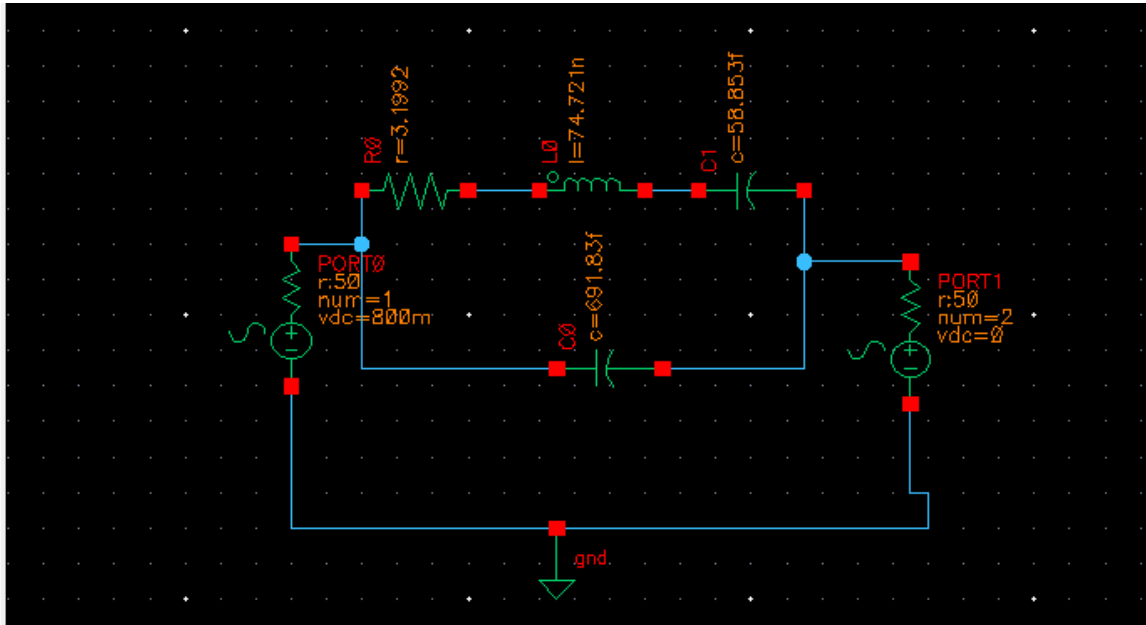 R0
r=3.1992
L0
l=74.721n
C1
c=58.853f
PORT0
r:50
num=1
vdc=800m
C0
c=691.83f
PORT1
r:50
num=2
vdc=0
gnd